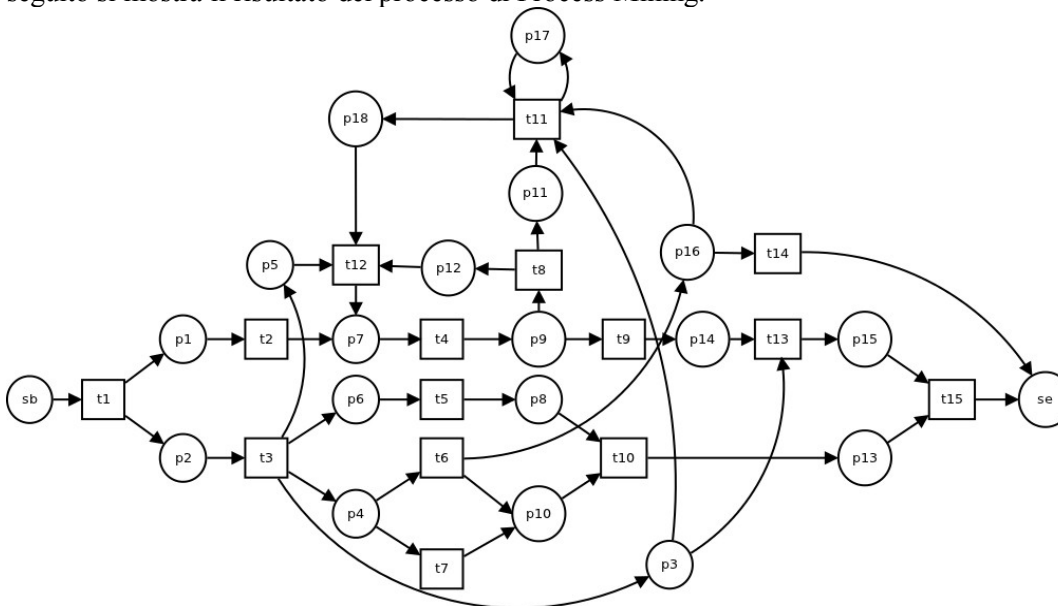 seguito si mostra il risultato del processo di Process Mining.
p17
p18
t11
p11
p5
t12
p12
t8
p16
t14
p1
t2
p7
t4
p9
t9
p14
t13
p15
sb
t1
p6
t5
p8
t15
se
p2
t3
t6
t10
p13
p4
p10
t7
p3